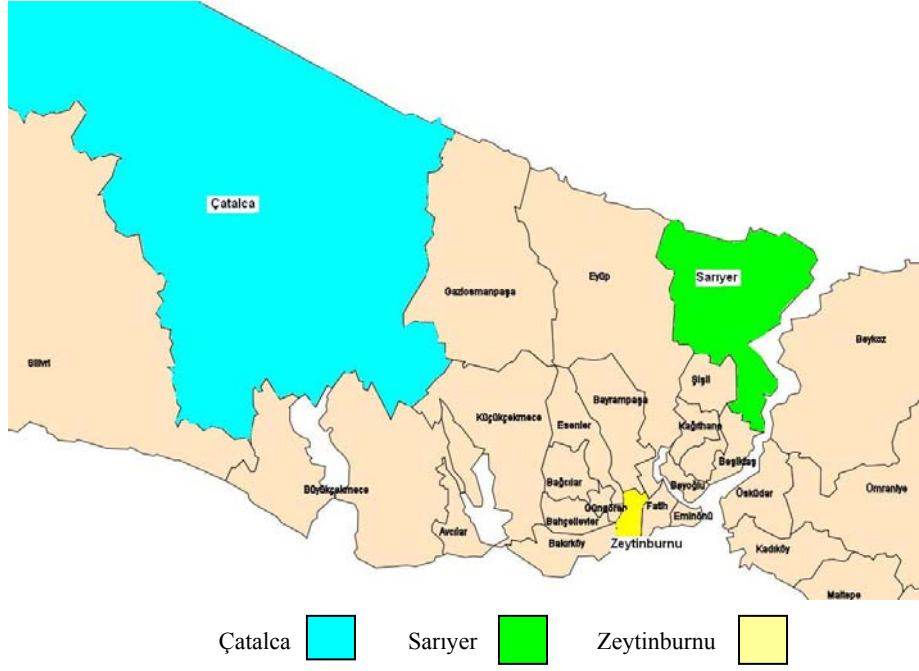 Çatalca
Sarıyer
Eyüp
Gaziosmanpaşa
Beykoz
Silivri
Şişli
Bayrampaşa
Küçükçekmece
Esenler
Kağıthane
Beşiktaş
Bağcılar
Beyoğlu
Büyükçekmece
Ümraniye
Üsküdar
Güngören
Fatih
Eminönü
Bahçelievler
Avcılar
Bakırköy
Zeytinburnu
Kadıköy
Maltepe
Çatalca Sarıyer Zeytinburnu